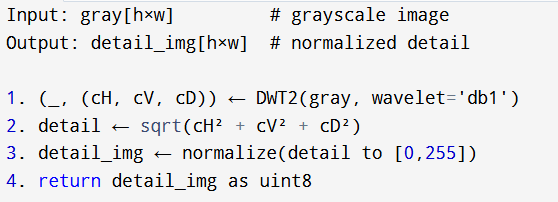 Input: gray[h×w]         # grayscale image
Output: detail_img[h×w]  # normalized detail
1. (_, (cH, cV, cD)) ← DWT2(gray, wavelet='db1')
2. detail ← sqrt(cH² + cV² + cD²)
3. detail_img ← normalize(detail to [0,255])
4. return detail_img as uint8